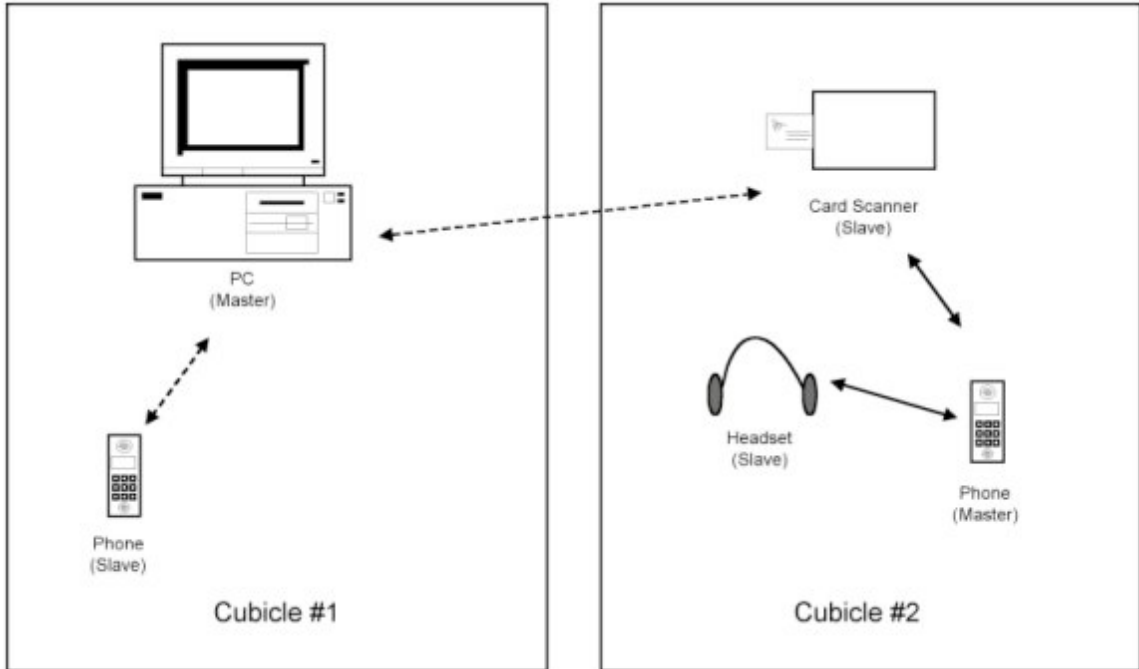 PC
(Master)
Phone
(Slave)
Cubicle #1
Card Scanner
(Slave)
Headset
(Slave)
Phone
(Master)
Cubicle #2